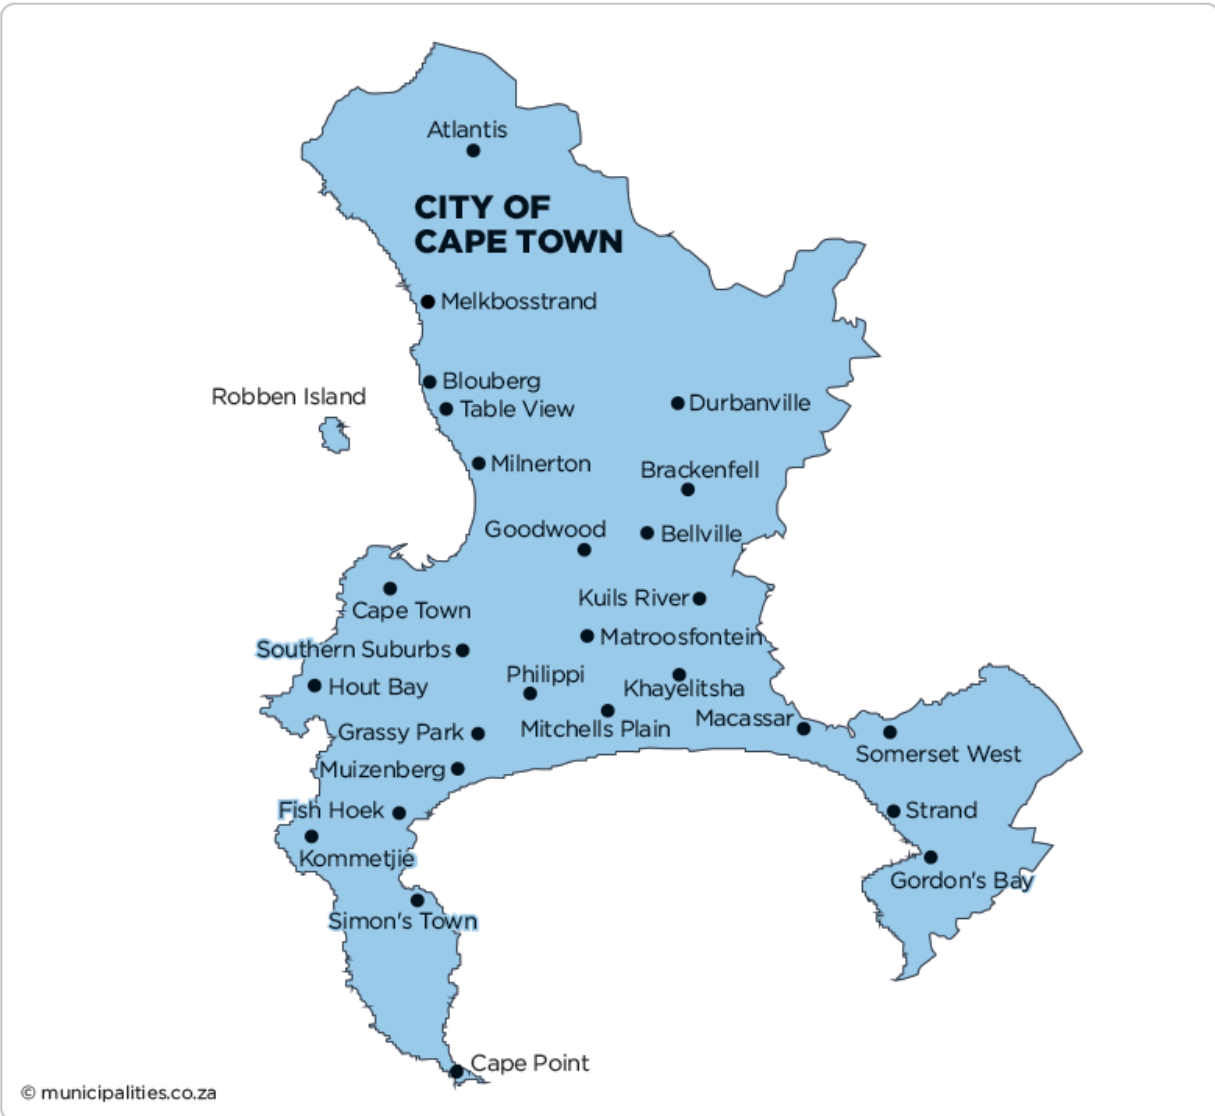 Atlantis
CITY OF
CAPE TOWN
Melkbosstrand
Blouberg
Robben Island
Table View
Durbanville
Milnerton
Brackenfell
Goodwood
Bellville
Kuils River
Cape Town
Matroosfontein
Southern Suburbs
Philippi
Hout Bay
Khayelitsha
Macassar
Mitchells Plain
Grassy Park
Somerset West
Muizenberg
Fish Hoek
Strand
Kommetjie
Gordon's Bay
Simon's Town
Cape Point
© municipalities.co.za